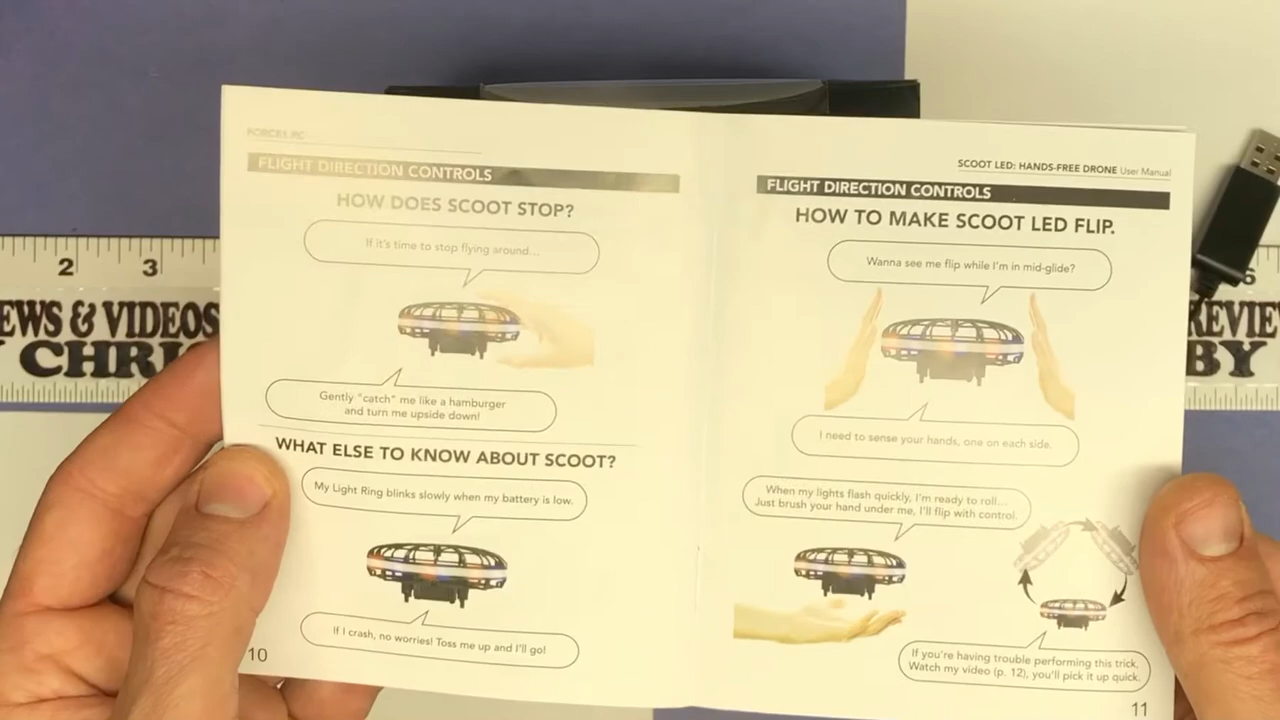 FORCE1 RC
FLIGHT DIRECTION CONTROLS
HOW DOES SCOOT STOP?
If it's time to stop flying around...
Gently "catch" me like a hamburger
and turn me upside down!
WHAT ELSE TO KNOW ABOUT SCOOT?
My Light Ring blinks slowly when my battery is low.
If I crash, no worries! Toss me up and I'll go!
10
SCOOT LED: HANDS-FREE DRONE User Manual
FLIGHT DIRECTION CONTROLS
HOW TO MAKE SCOOT LED FLIP.
Wanna see me flip while I'm in mid-glide?
I need to sense your hands, one on each side.
When my lights flash quickly, I'm ready to roll...
Just brush your hand under me, I'll flip with control.
If you're having trouble performing this trick,
Watch my video (p. 12), you'll pick it up quick.
11
2 3
EWS & VIDEOS
CHRI
6
REVIE
BY